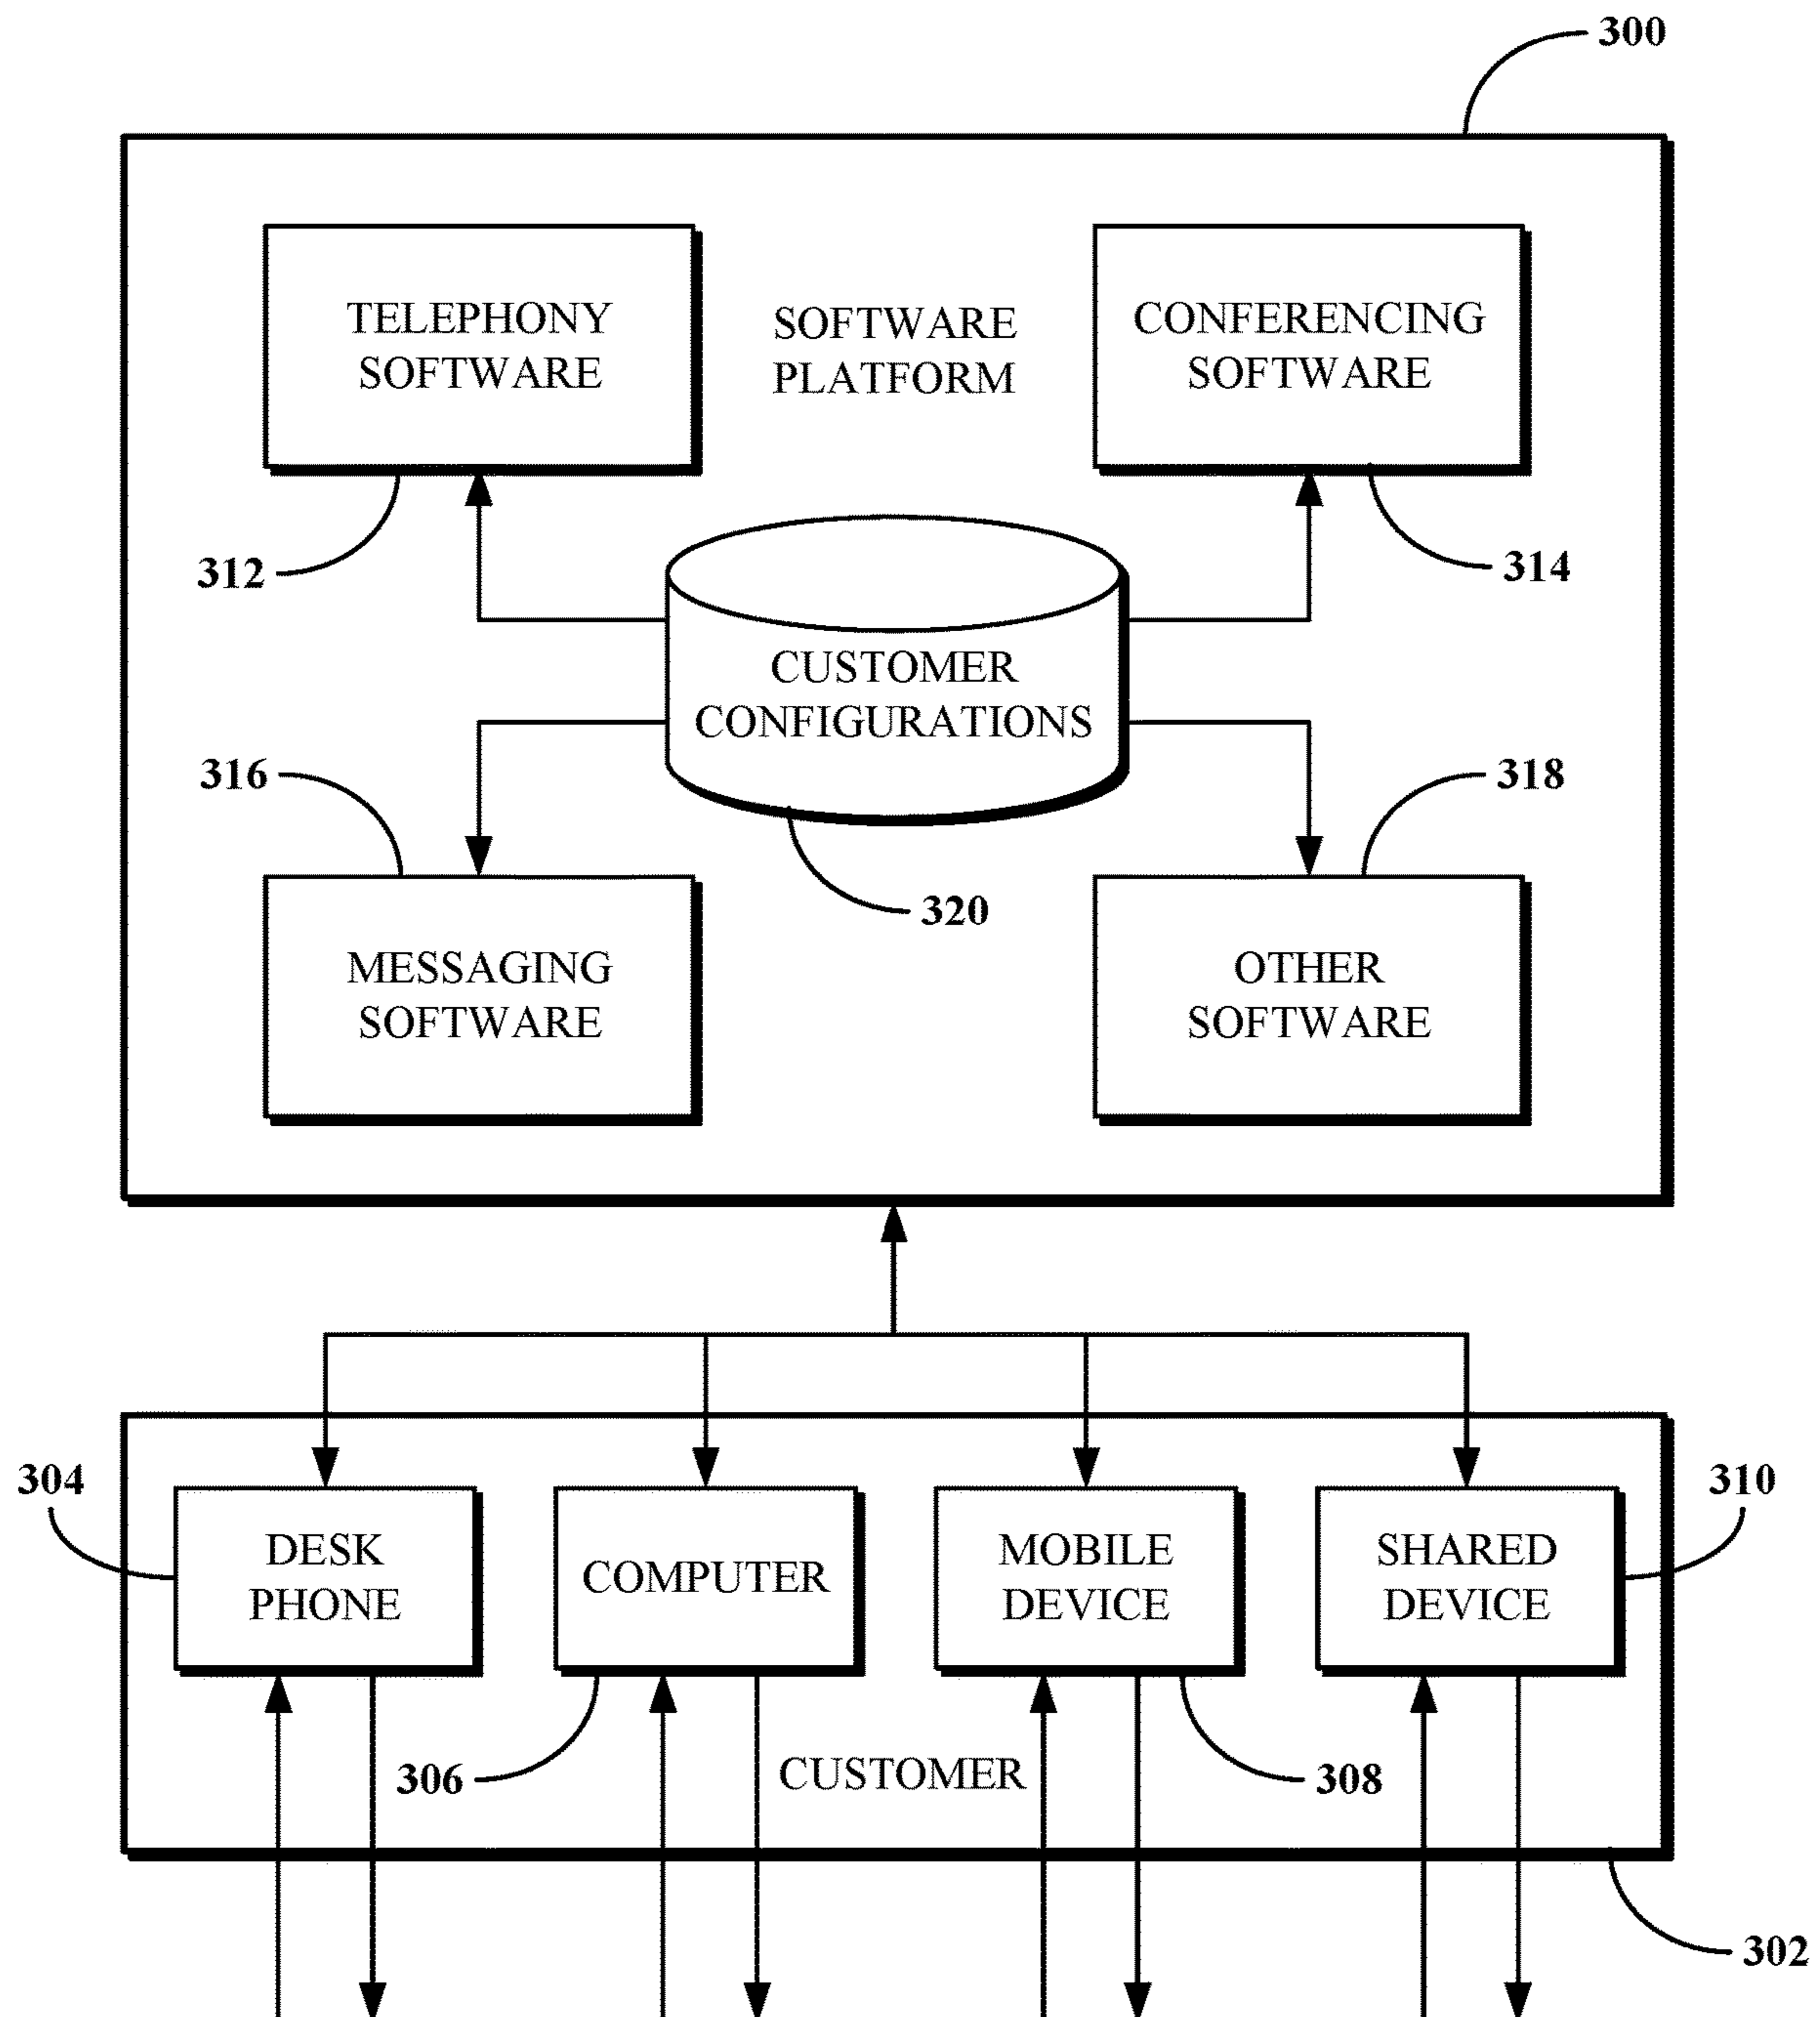 300
TELEPHONY
SOFTWARE
SOFTWARE
PLATFORM
CONFERENCING
SOFTWARE
312
314
CUSTOMER
CONFIGURATIONS
316
318
320
MESSAGING
SOFTWARE
OTHER
SOFTWARE
304
310
DESK
PHONE
COMPUTER
MOBILE
DEVICE
SHARED
DEVICE
306
CUSTOMER
308
302